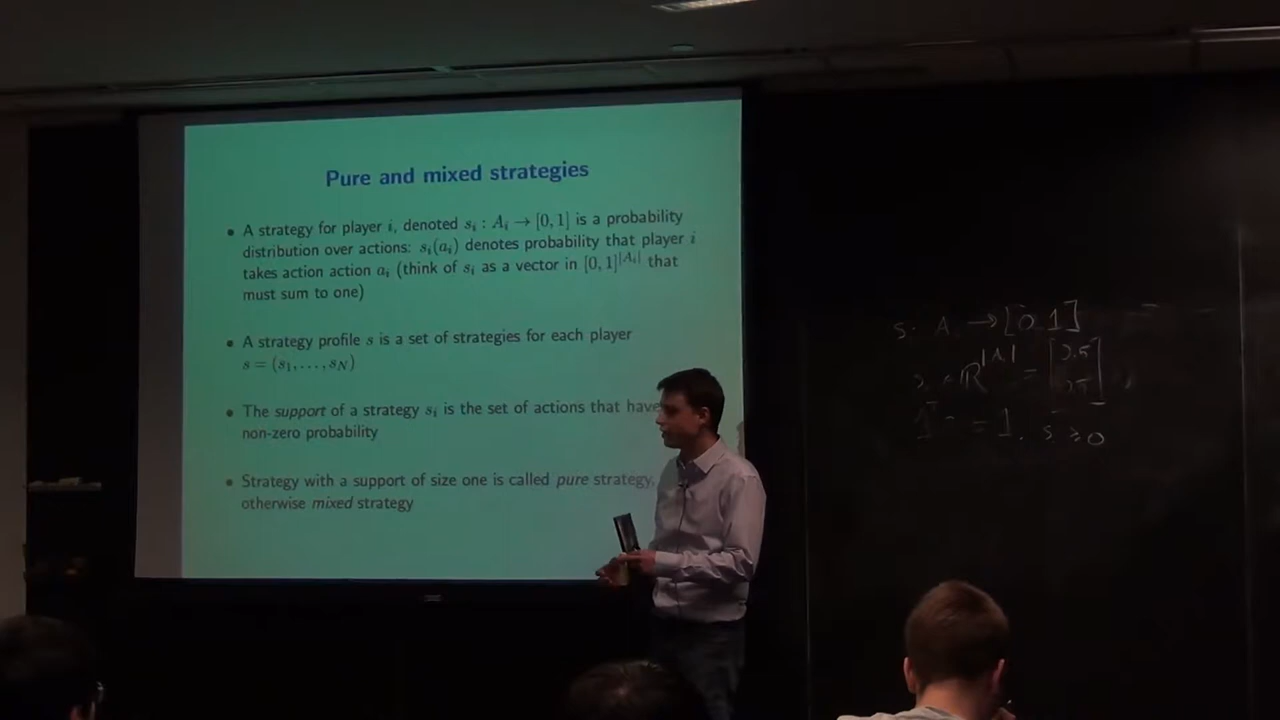 Pure and mixed strategies
• A strategy for player i, denoted s_i : A_i → [0, 1] is a probability
distribution over actions: s_i(a_i) denotes probability that player i
takes action action a_i (think of s_i as a vector in [0, 1]^{|A_i|} that
must sum to one)
• A strategy profile s is a set of strategies for each player
s = (s_1, . . . , s_N)
• The support of a strategy s_i is the set of actions that have
non-zero probability
• Strategy with a support of size one is called pure strategy,
otherwise mixed strategy
A → [0 1]
ℝ^{|A|} =
= 1, s ≥ 0